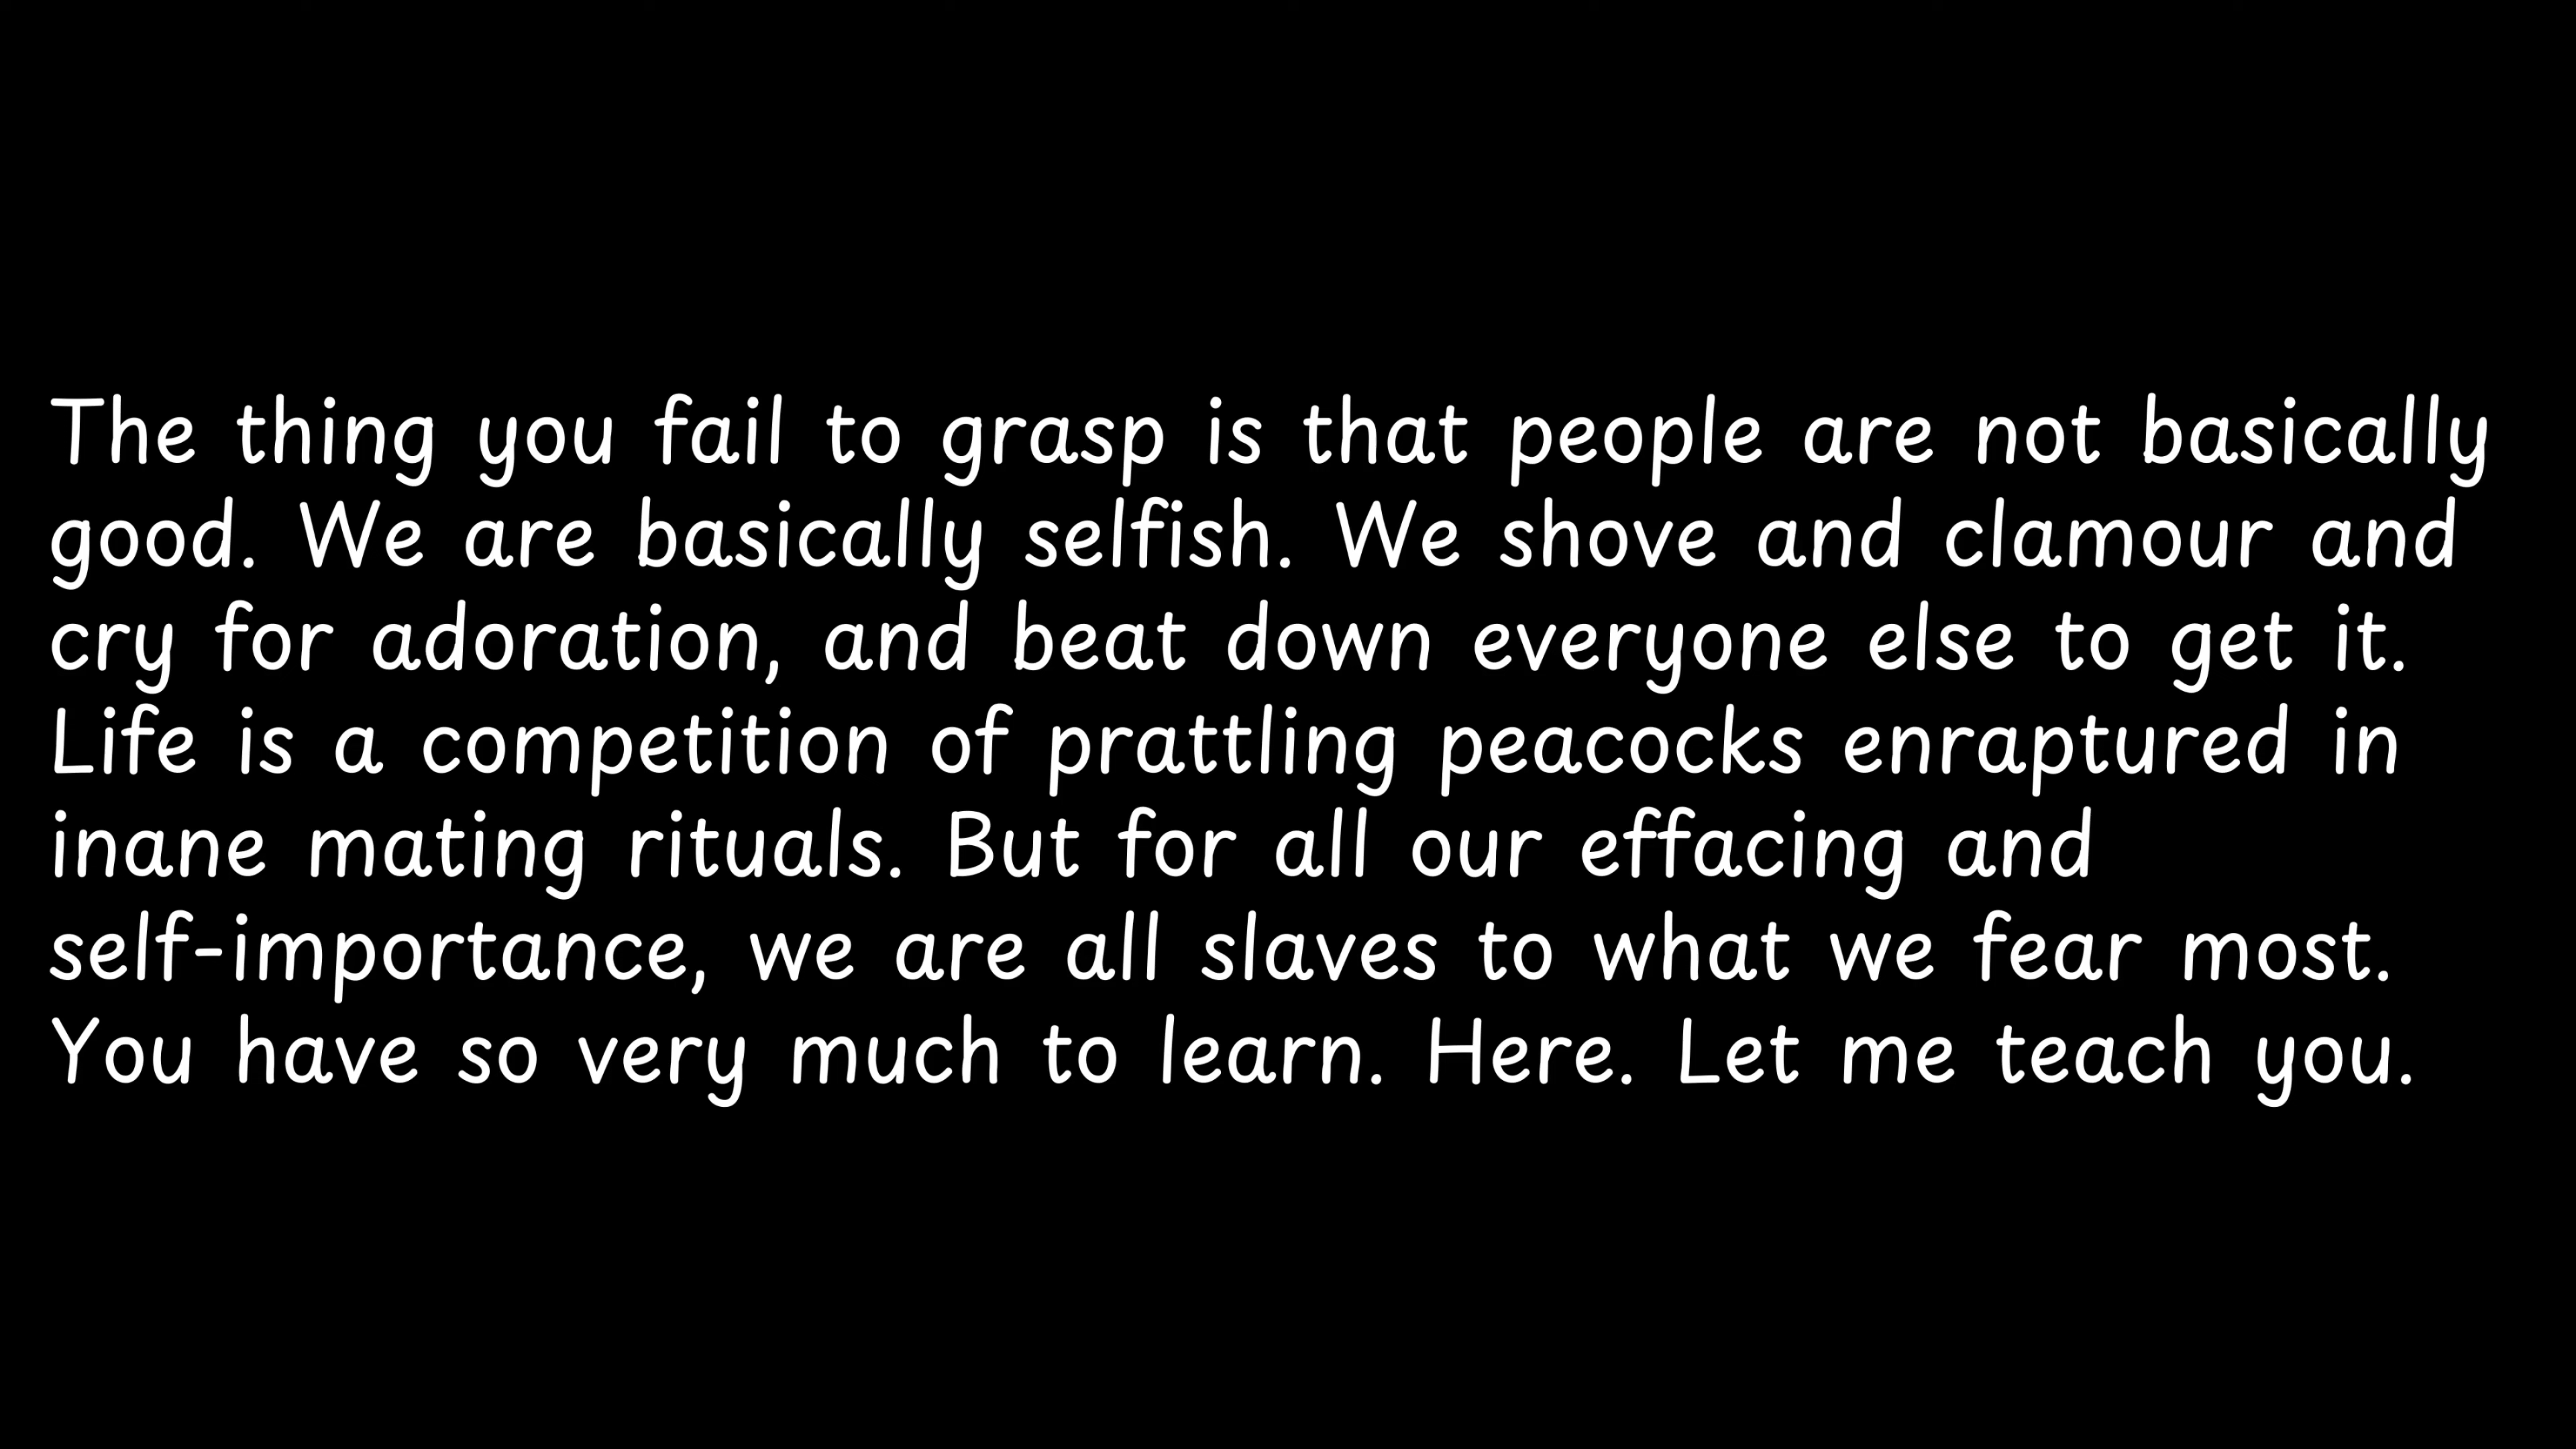 The thing you fail to grasp is that people are not basically
good. We are basically selfish. We shove and clamour and
cry for adoration, and beat down everyone else to get it.
Life is a competition of prattling peacocks enraptured in
inane mating rituals. But for all our effacing and
self-importance, we are all slaves to what we fear most.
You have so very much to learn. Here. Let me teach you.